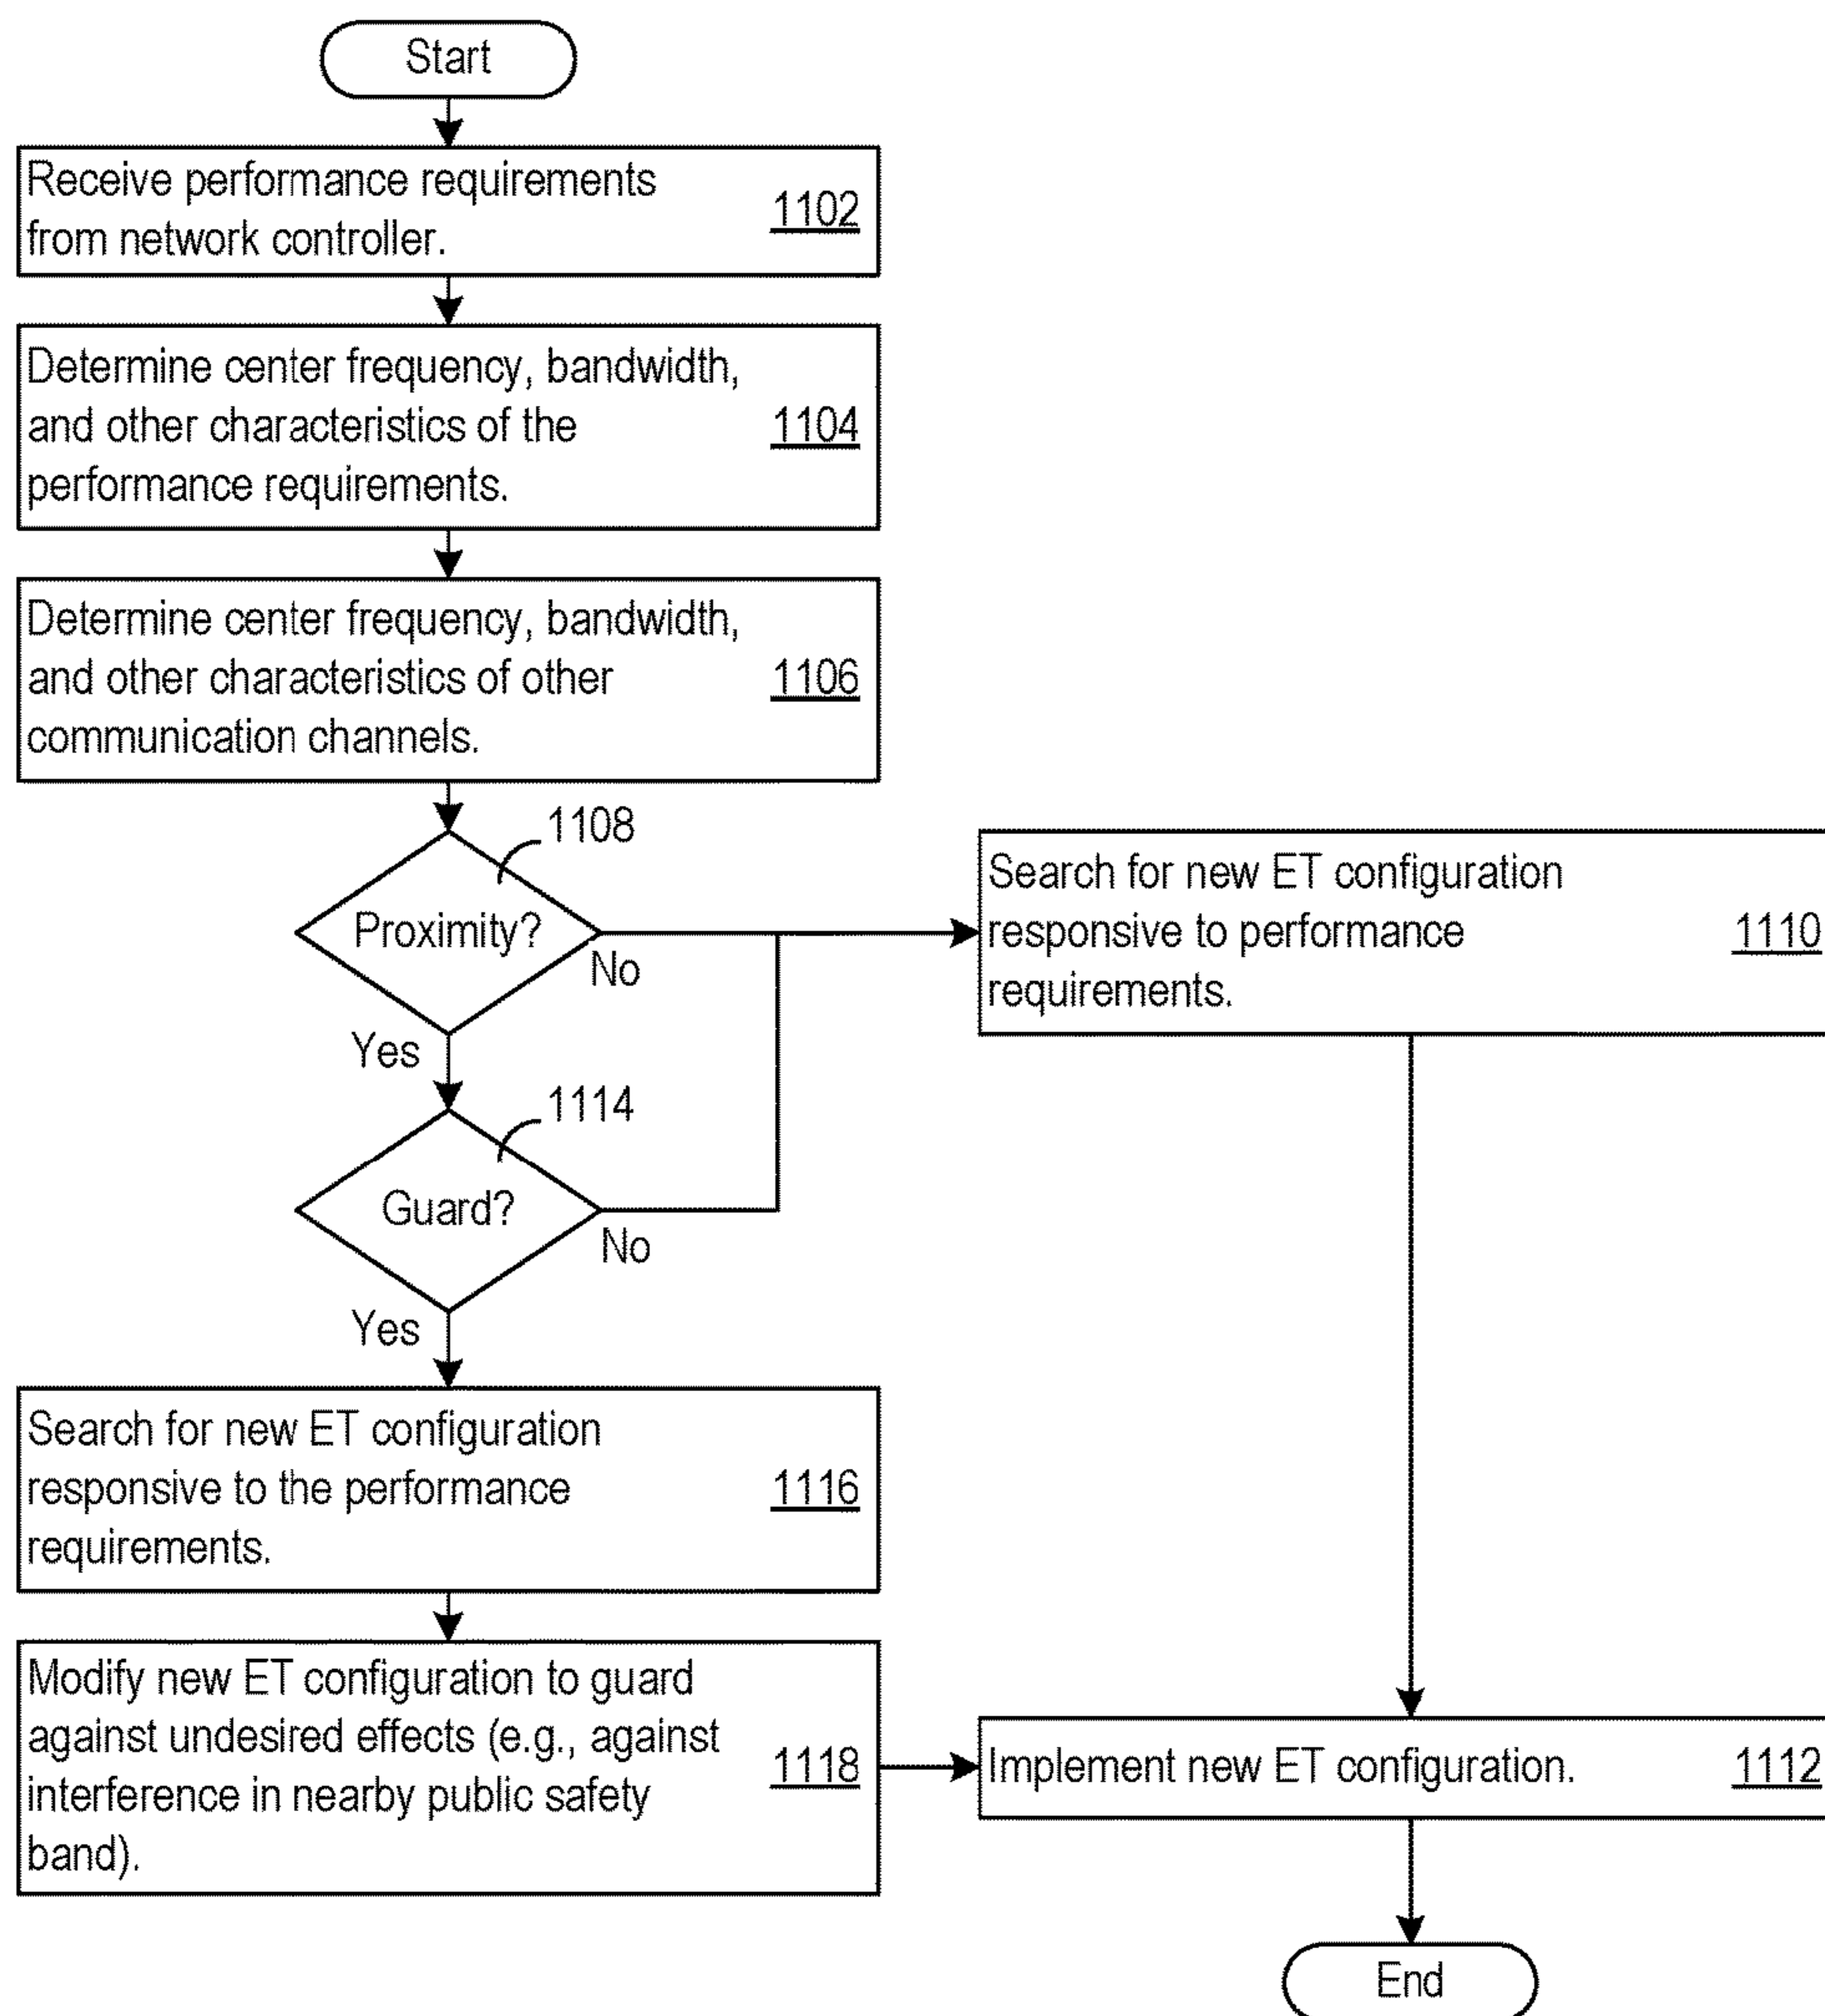 Start
Receive performance requirements
from network controller.
1102
Determine center frequency, bandwidth,
and other characteristics of the
performance requirements.
1104
Determine center frequency, bandwidth,
and other characteristics of other
communication channels.
1106
1108
Proximity?
No
Yes
Search for new ET configuration
responsive to performance
requirements.
1110
1114
Guard?
No
Yes
Search for new ET configuration
responsive to the performance
requirements.
1116
Modify new ET configuration to guard
against undesired effects (e.g., against
interference in nearby public safety
band).
1118
Implement new ET configuration.
1112
End